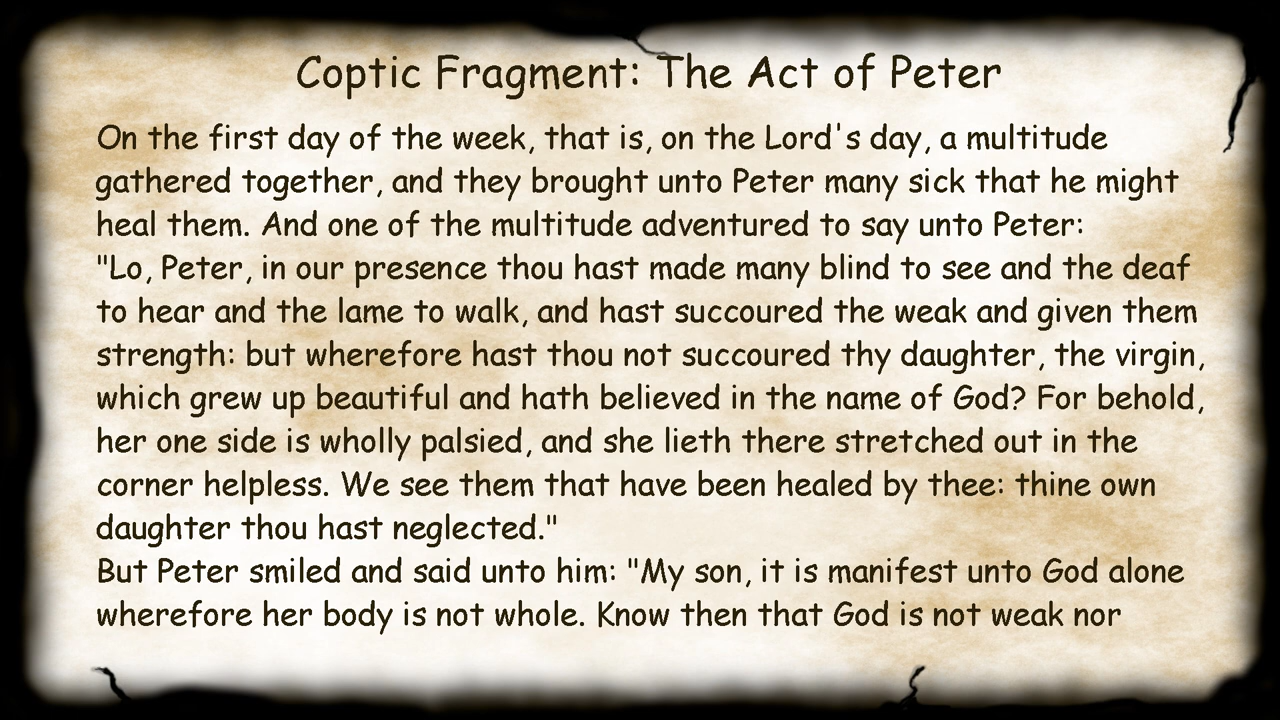 Coptic Fragment: The Act of Peter
On the first day of the week, that is, on the Lord's day, a multitude
gathered together, and they brought unto Peter many sick that he might
heal them. And one of the multitude adventured to say unto Peter:
"Lo, Peter, in our presence thou hast made many blind to see and the deaf
to hear and the lame to walk, and hast succoured the weak and given them
strength: but wherefore hast thou not succoured thy daughter, the virgin,
which grew up beautiful and hath believed in the name of God? For behold,
her one side is wholly palsied, and she lieth there stretched out in the
corner helpless. We see them that have been healed by thee: thine own
daughter thou hast neglected."
But Peter smiled and said unto him: "My son, it is manifest unto God alone
wherefore her body is not whole. Know then that God is not weak nor